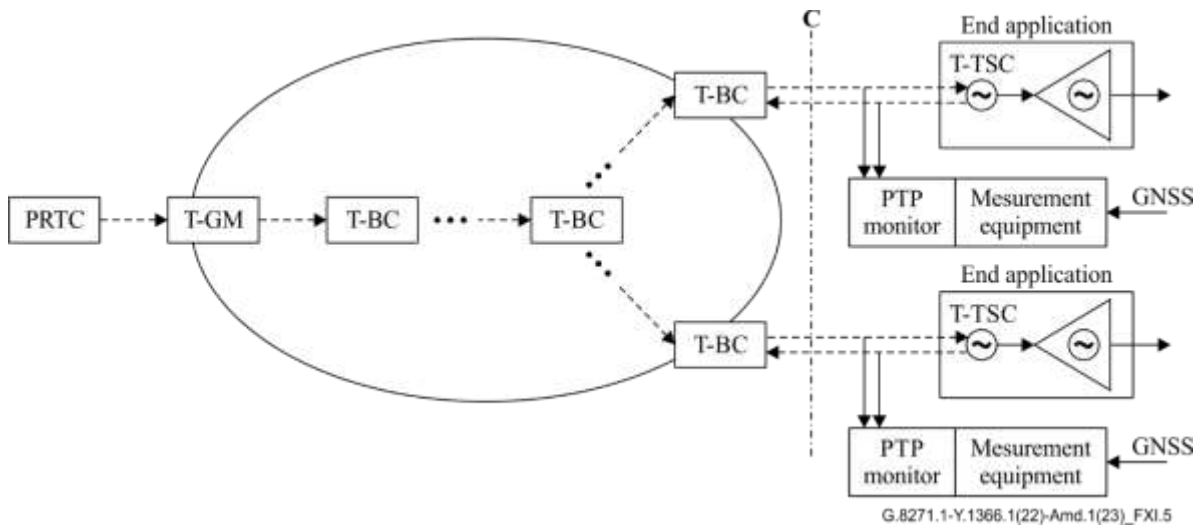 C
End application
T-TSC
T-BC
PTP
monitor
Mesurement
equipment
GNSS
PRTC
T-GM
T-BC
T-BC
End application
T-TSC
T-BC
PTP
monitor
Mesurement
equipment
GNSS
G.8271.1-Y.1366.1(22)-Amd.1(23)_FXI.5